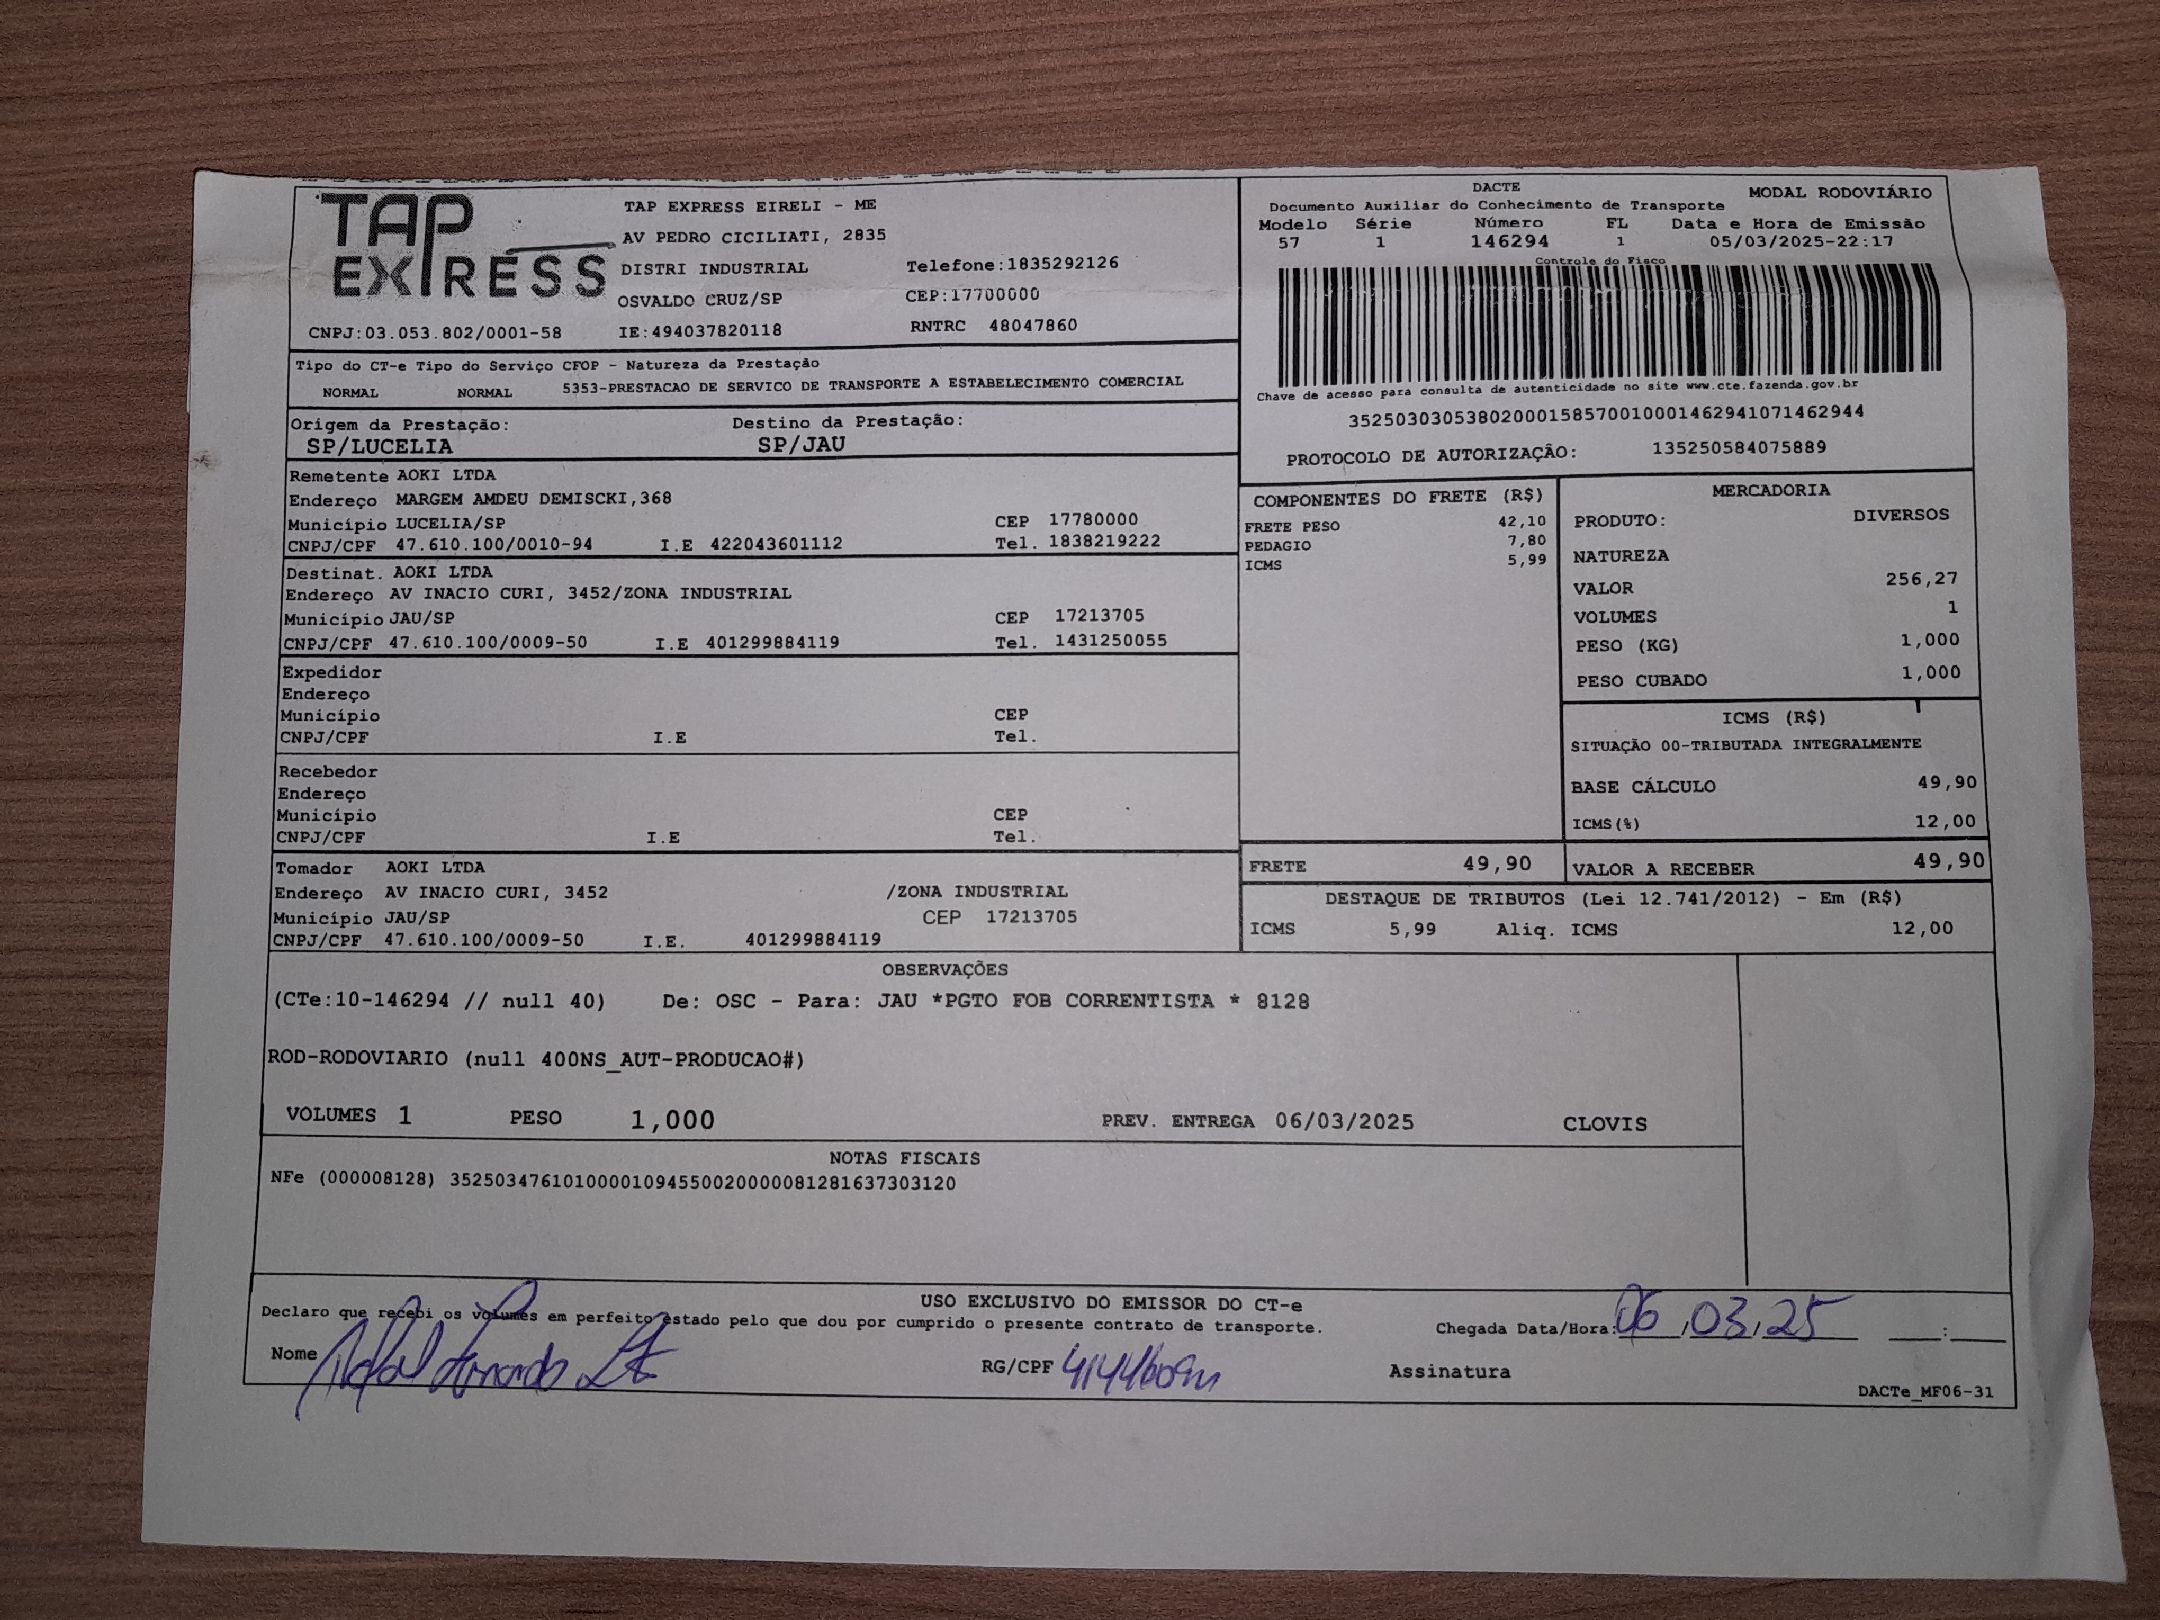 TAP EXPRESS
TAP EXPRESS EIRELI - ME
AV PEDRO CICILIATI, 2835
DISTRI INDUSTRIAL Telefone:1835292126
OSVALDO CRUZ/SP CEP:17700000
CNPJ:03.053.802/0001-58 IE:494037820118 RNTRC 48047860
DACTE MODAL RODOVIÁRIO
Documento Auxiliar do Conhecimento de Transporte
Modelo Série Número FL Data e Hora de Emissão
57 1 146294 1 05/03/2025-22:17
Controle do Fisco
Chave de acesso para consulta de autenticidade no site www.cte.fazenda.gov.br
35250303053802000158570010001462941071462944
PROTOCOLO DE AUTORIZAÇÃO: 135250584075889
Tipo do CT-e Tipo do Serviço CFOP - Natureza da Prestação
NORMAL NORMAL 5353-PRESTACAO DE SERVICO DE TRANSPORTE A ESTABELECIMENTO COMERCIAL
Origem da Prestação: Destino da Prestação:
SP/LUCELIA SP/JAU
Remetente AOKI LTDA
Endereço MARGEM AMDEU DEMISCKI,368
Município LUCELIA/SP CEP 17780000
CNPJ/CPF 47.610.100/0010-94 I.E 422043601112 Tel. 1838219222
Destinat. AOKI LTDA
Endereço AV INACIO CURI, 3452/ZONA INDUSTRIAL
Município JAU/SP CEP 17213705
CNPJ/CPF 47.610.100/0009-50 I.E 401299884119 Tel. 1431250055
Expedidor
Endereço
Município CEP
CNPJ/CPF I.E Tel.
Recebedor
Endereço
Município CEP
CNPJ/CPF I.E Tel.
Tomador AOKI LTDA
Endereço AV INACIO CURI, 3452 /ZONA INDUSTRIAL
Município JAU/SP CEP 17213705
CNPJ/CPF 47.610.100/0009-50 I.E. 401299884119
COMPONENTES DO FRETE (R$)
FRETE PESO 42,10
PEDAGIO 7,80
ICMS 5,99
MERCADORIA
PRODUTO: DIVERSOS
NATUREZA
VALOR 256,27
VOLUMES 1
PESO (KG) 1,000
PESO CUBADO 1,000
ICMS (R$)
SITUAÇÃO 00-TRIBUTADA INTEGRALMENTE
BASE CÁLCULO 49,90
ICMS(%) 12,00
FRETE 49,90 VALOR A RECEBER 49,90
DESTAQUE DE TRIBUTOS (Lei 12.741/2012) - Em (R$)
ICMS 5,99 Aliq. ICMS 12,00
OBSERVAÇÕES
(CTe:10-146294 // null 40) De: OSC - Para: JAU *PGTO FOB CORRENTISTA * 8128
ROD-RODOVIARIO (null 400NS_AUT-PRODUCAO#)
VOLUMES 1 PESO 1,000 PREV. ENTREGA 06/03/2025 CLOVIS
NOTAS FISCAIS
NFe (000008128) 35250347610100001094550020000081281637303120
USO EXCLUSIVO DO EMISSOR DO CT-e
Declaro que recebi os volumes em perfeito estado pelo que dou por cumprido o presente contrato de transporte.
Chegada Data/Hora: 06/03/25 ___:___
Nome RG/CPF Assinatura
DACTe_MF06-31